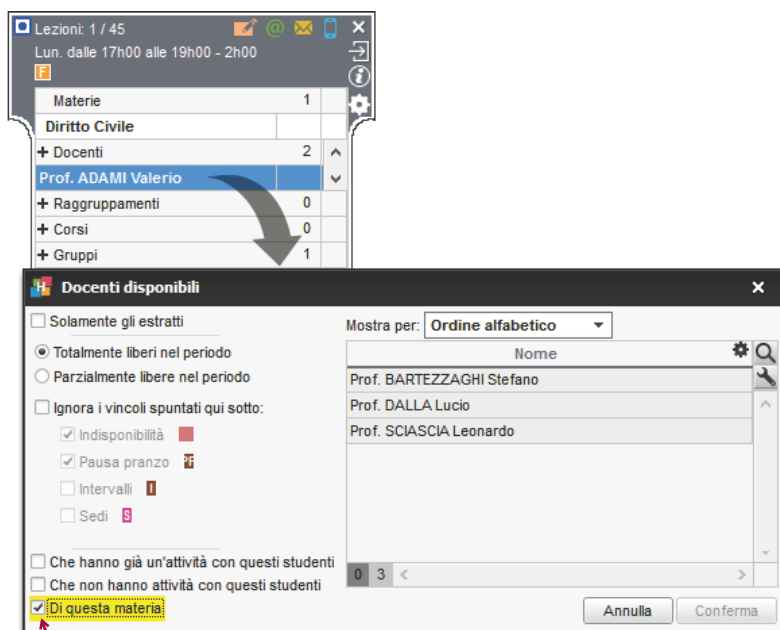 Lezioni: 1 / 45
Lun. dalle 17h00 alle 19h00 - 2h00
F
Materie 1
Diritto Civile
+ Docenti 2
Prof. ADAMI Valerio
+ Raggruppamenti 0
+ Corsi 0
+ Gruppi 1
H Docenti disponibili
Solamente gli estratti
Totalmente liberi nel periodo
Parzialmente libere nel periodo
Ignora i vincoli spuntati qui sotto:
Indisponibilità
Pausa pranzo PP
Intervalli I
Sedi S
Che hanno già un'attività con questi studenti
Che non hanno attività con questi studenti
Di questa materia
Mostra per: Ordine alfabetico
Nome
Prof. BARTEZZAGHI Stefano
Prof. DALLA Lucio
Prof. SCIASCIA Leonardo
0 3
Annulla Conferma